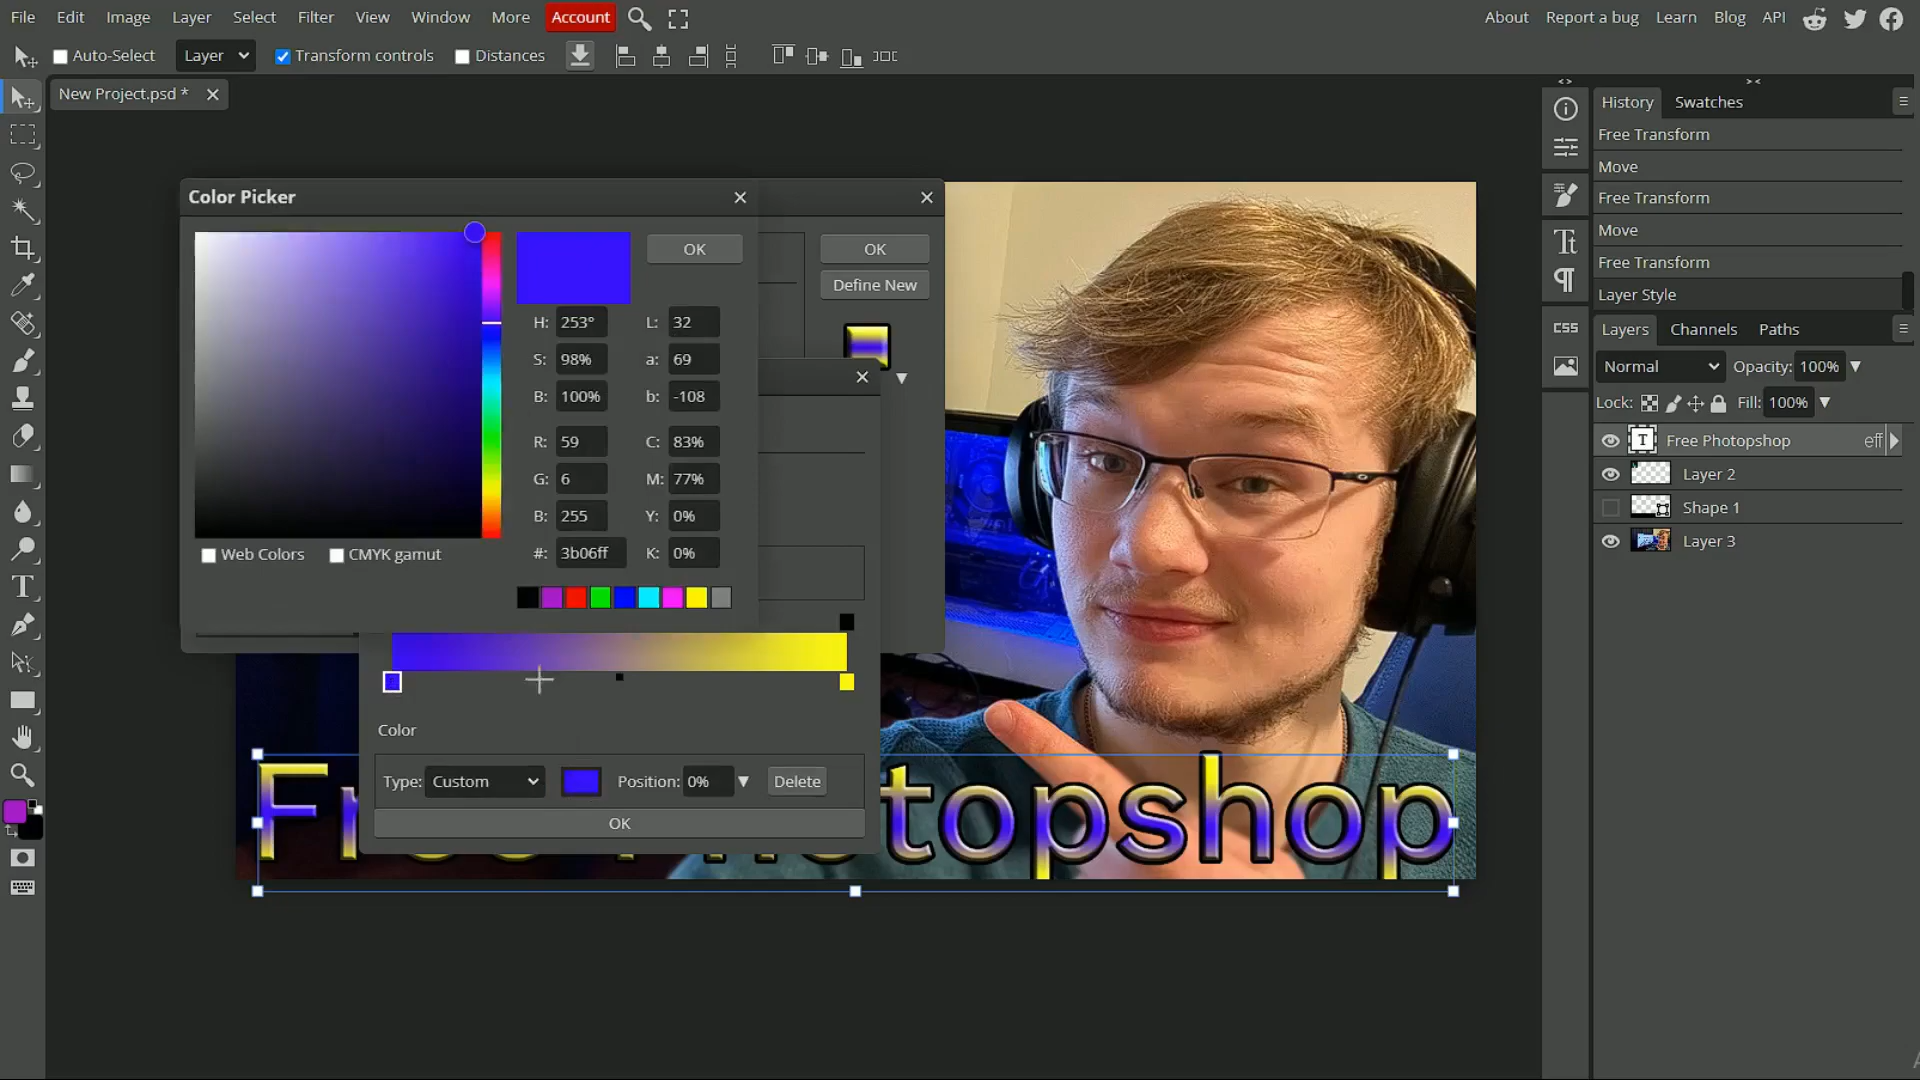 File Edit Image Layer Select Filter View Window More Account About Report a bug Learn Blog API
Auto-Select Layer Transform controls Distances
New Project.psd *
History Swatches
Free Transform
Move
Free Transform
Move
Free Transform
Layer Style
Layers Channels Paths
Normal Opacity: 100%
Lock: Fill: 100%
T Free Photopshop eff
Layer 2
Shape 1
Layer 3
CSS
Color Picker
OK
OK
Define New
H: 253° L: 32
S: 98% a: 69
B: 100% b: -108
R: 59 C: 83%
G: 6 M: 77%
B: 255 Y: 0%
#: 3b06ff K: 0%
Web Colors CMYK gamut
Color
Type: Custom Position: 0% Delete
OK
topshop